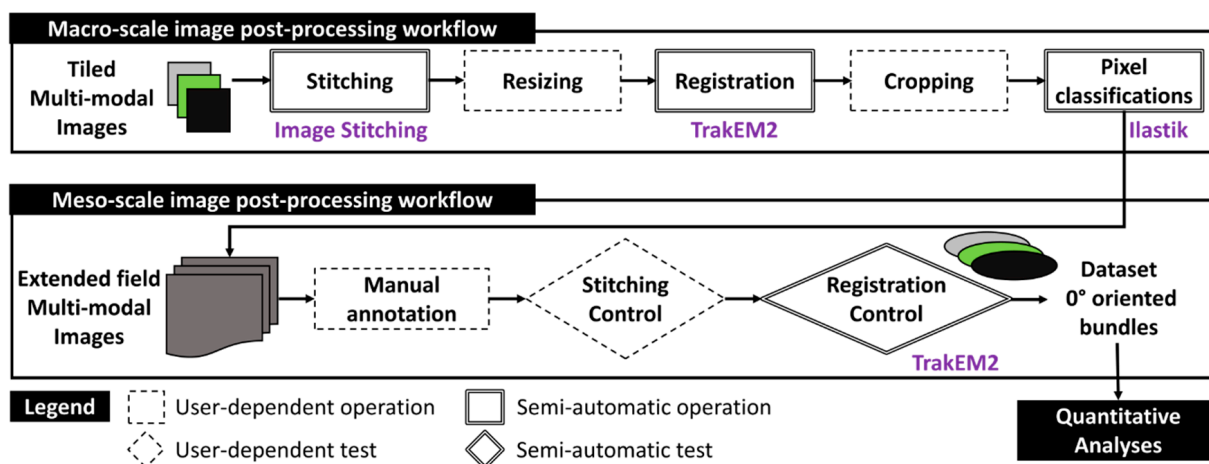 Macro-scale image post-processing workflow
Tiled
Multi-modal
Images
Stitching
Image Stitching
Resizing
Registration
TrakEM2
Cropping
Pixel
classifications
Ilastik
Meso-scale image post-processing workflow
Extended field
Multi-modal
Images
Manual
annotation
Stitching
Control
Registration
Control
TrakEM2
Dataset
0° oriented
bundles
Quantitative
Analyses
Legend
User-dependent operation
Semi-automatic operation
User-dependent test
Semi-automatic test